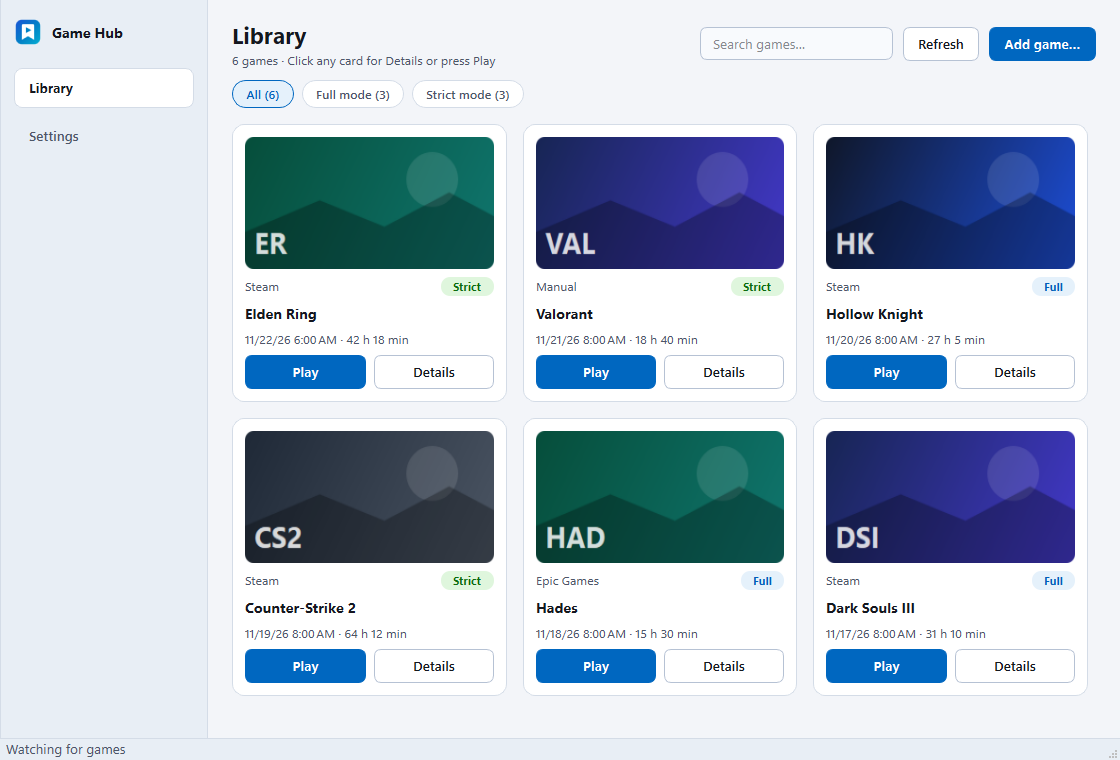 Game Hub
Library
Settings
Library
6 games · Click any card for Details or press Play
Search games...
Refresh
Add game...
All (6)
Full mode (3)
Strict mode (3)
ER
Steam
Strict
Elden Ring
11/22/26 6:00 AM · 42 h 18 min
Play
Details
VAL
Manual
Strict
Valorant
11/21/26 8:00 AM · 18 h 40 min
Play
Details
HK
Steam
Full
Hollow Knight
11/20/26 8:00 AM · 27 h 5 min
Play
Details
CS2
Steam
Strict
Counter-Strike 2
11/19/26 8:00 AM · 64 h 12 min
Play
Details
HAD
Epic Games
Full
Hades
11/18/26 8:00 AM · 15 h 30 min
Play
Details
DSI
Steam
Full
Dark Souls III
11/17/26 8:00 AM · 31 h 10 min
Play
Details
Watching for games